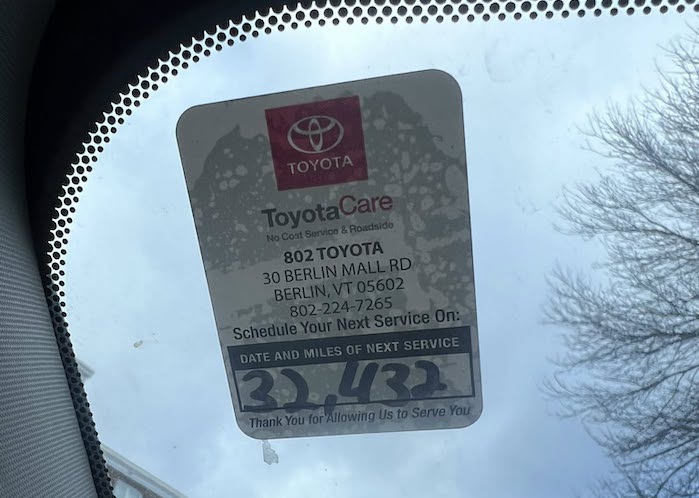 TOYOTA
ToyotaCare
No Cost Service & Roadside
802 TOYOTA
30 BERLIN MALL RD
BERLIN, VT 05602
802-224-7265
Schedule Your Next Service On:
DATE AND MILES OF NEXT SERVICE
32,432
Thank You for Allowing Us to Serve You